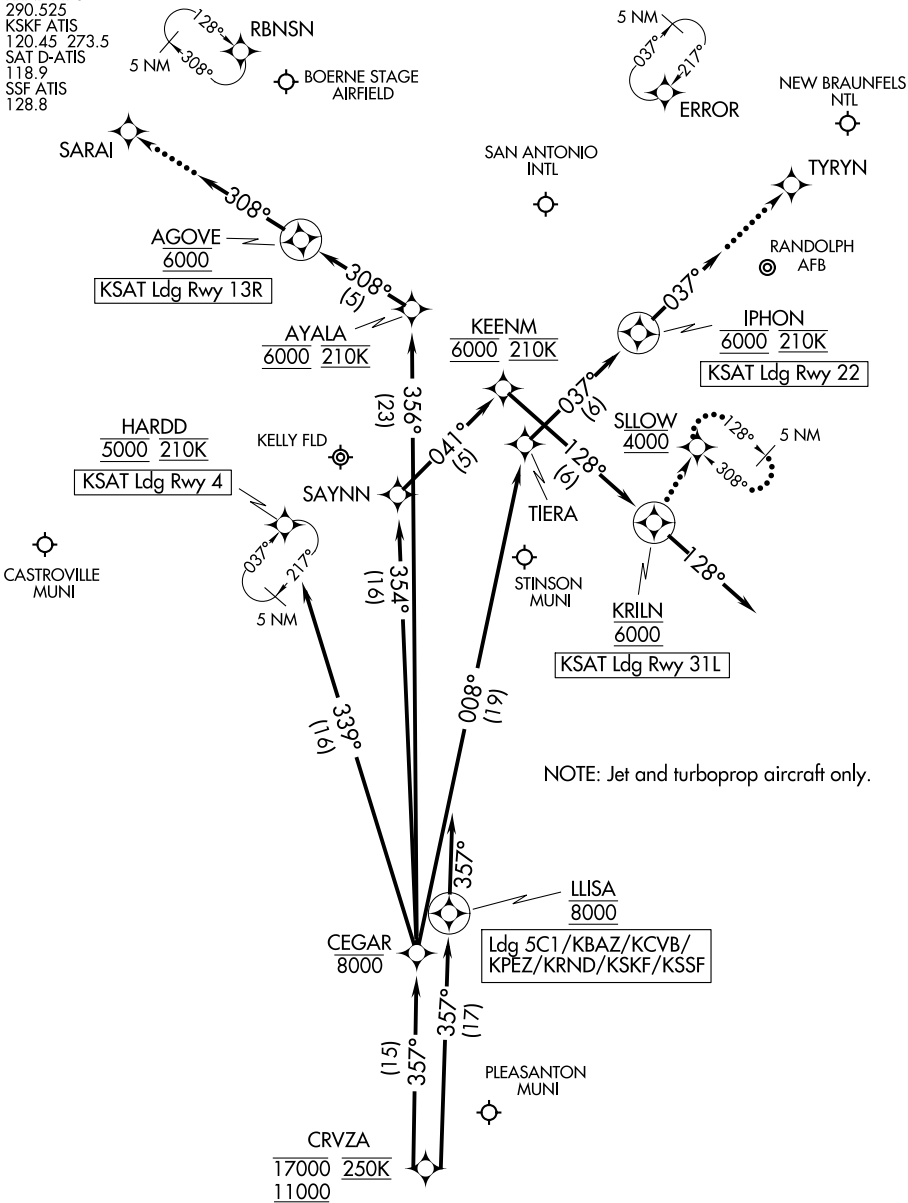 290.525
KSKF ATIS
120.45 273.5
SAT D-ATIS
118.9
SSF ATIS
128.8
128°
308°
5 NM
RBNSN
BOERNE STAGE
AIRFIELD
5 NM
037°
217°
ERROR
NEW BRAUNFELS
NTL
SARAI
SAN ANTONIO
INTL
TYRYN
308°
AGOVE
6000
KSAT Ldg Rwy 13R
308°
(5)
RANDOLPH
AFB
037°
AYALA
6000 210K
KEENM
6000 210K
IPHON
6000 210K
KSAT Ldg Rwy 22
037°
(6)
356°
(23)
HARDD
5000 210K
KSAT Ldg Rwy 4
KELLY FLD
041°
(5)
SLLOW
4000
128°
308°
5 NM
128°
(6)
SAYNN
TIERA
CASTROVILLE
MUNI
037°
217°
5 NM
354°
(16)
STINSON
MUNI
128°
KRILN
6000
KSAT Ldg Rwy 31L
339°
(16)
008°
(19)
NOTE: Jet and turboprop aircraft only.
357°
LLISA
8000
Ldg 5C1/KBAZ/KCVB/
KPEZ/KRND/KSKF/KSSF
CEGAR
8000
357°
(15)
357°
(17)
PLEASANTON
MUNI
CRVZA
17000 250K
11000